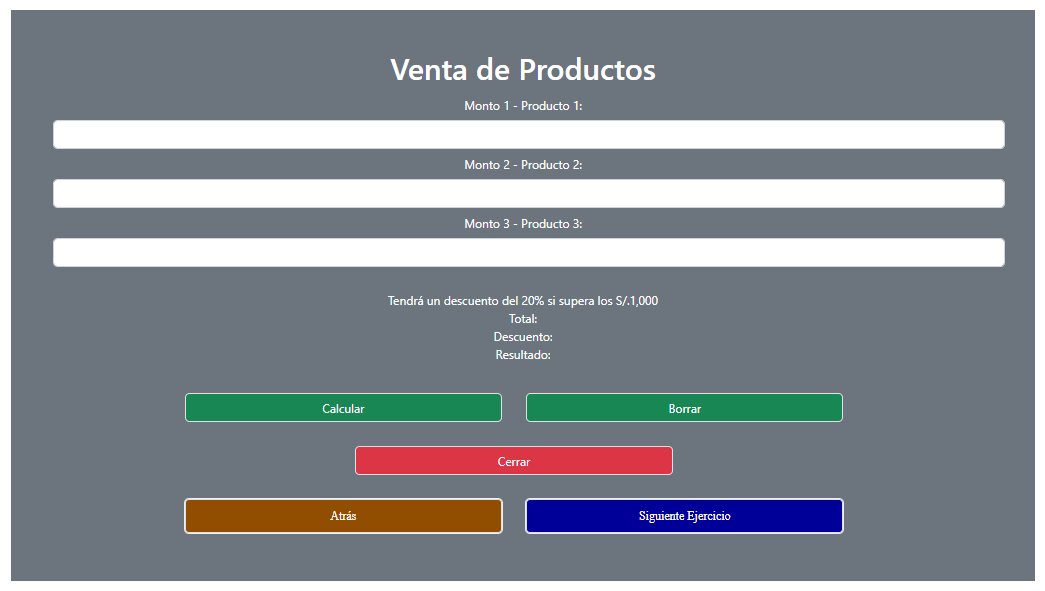 Venta de Productos
Monto 1 - Producto 1:
Monto 2 - Producto 2:
Monto 3 - Producto 3:
Tendrá un descuento del 20% si supera los S/.1,000
Total:
Descuento:
Resultado:
Calcular
Borrar
Cerrar
Atrás
Siguiente Ejercicio